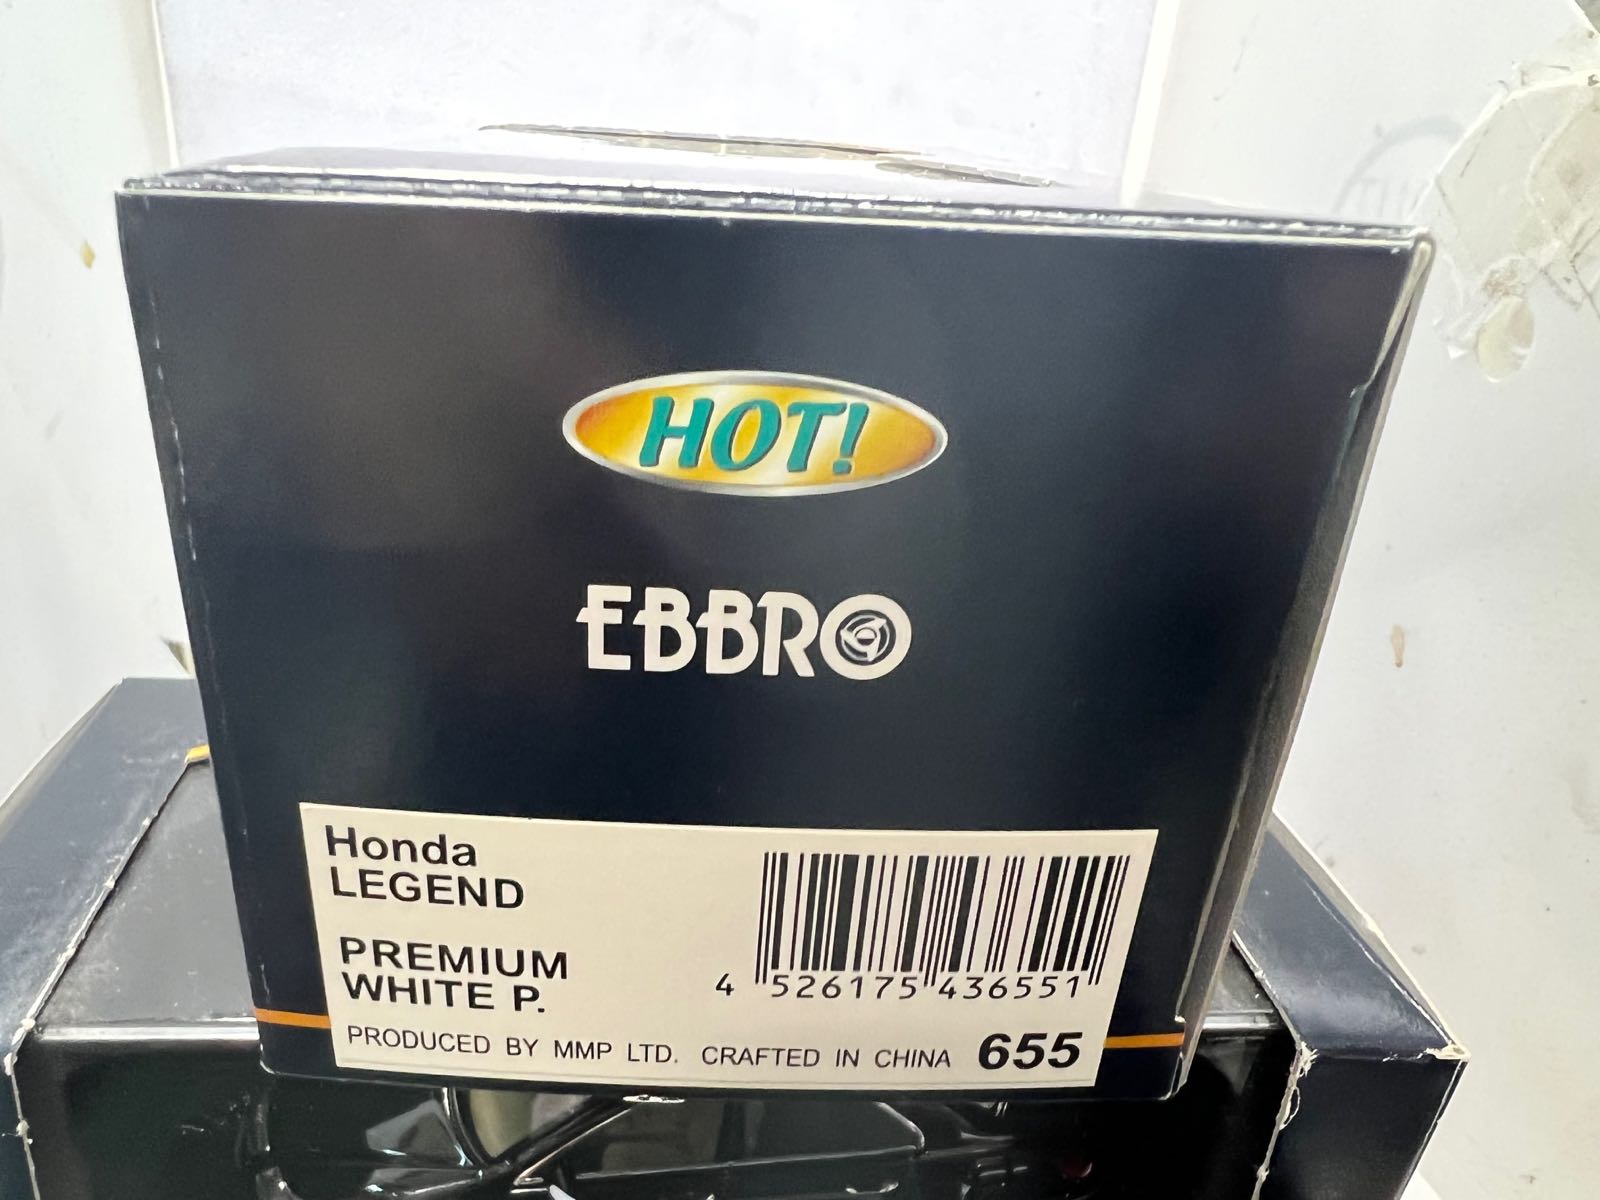 HOT!
EBBRO
Honda
LEGEND
PREMIUM
WHITE P.
4 526175 436551
PRODUCED BY MMP LTD. CRAFTED IN CHINA 655